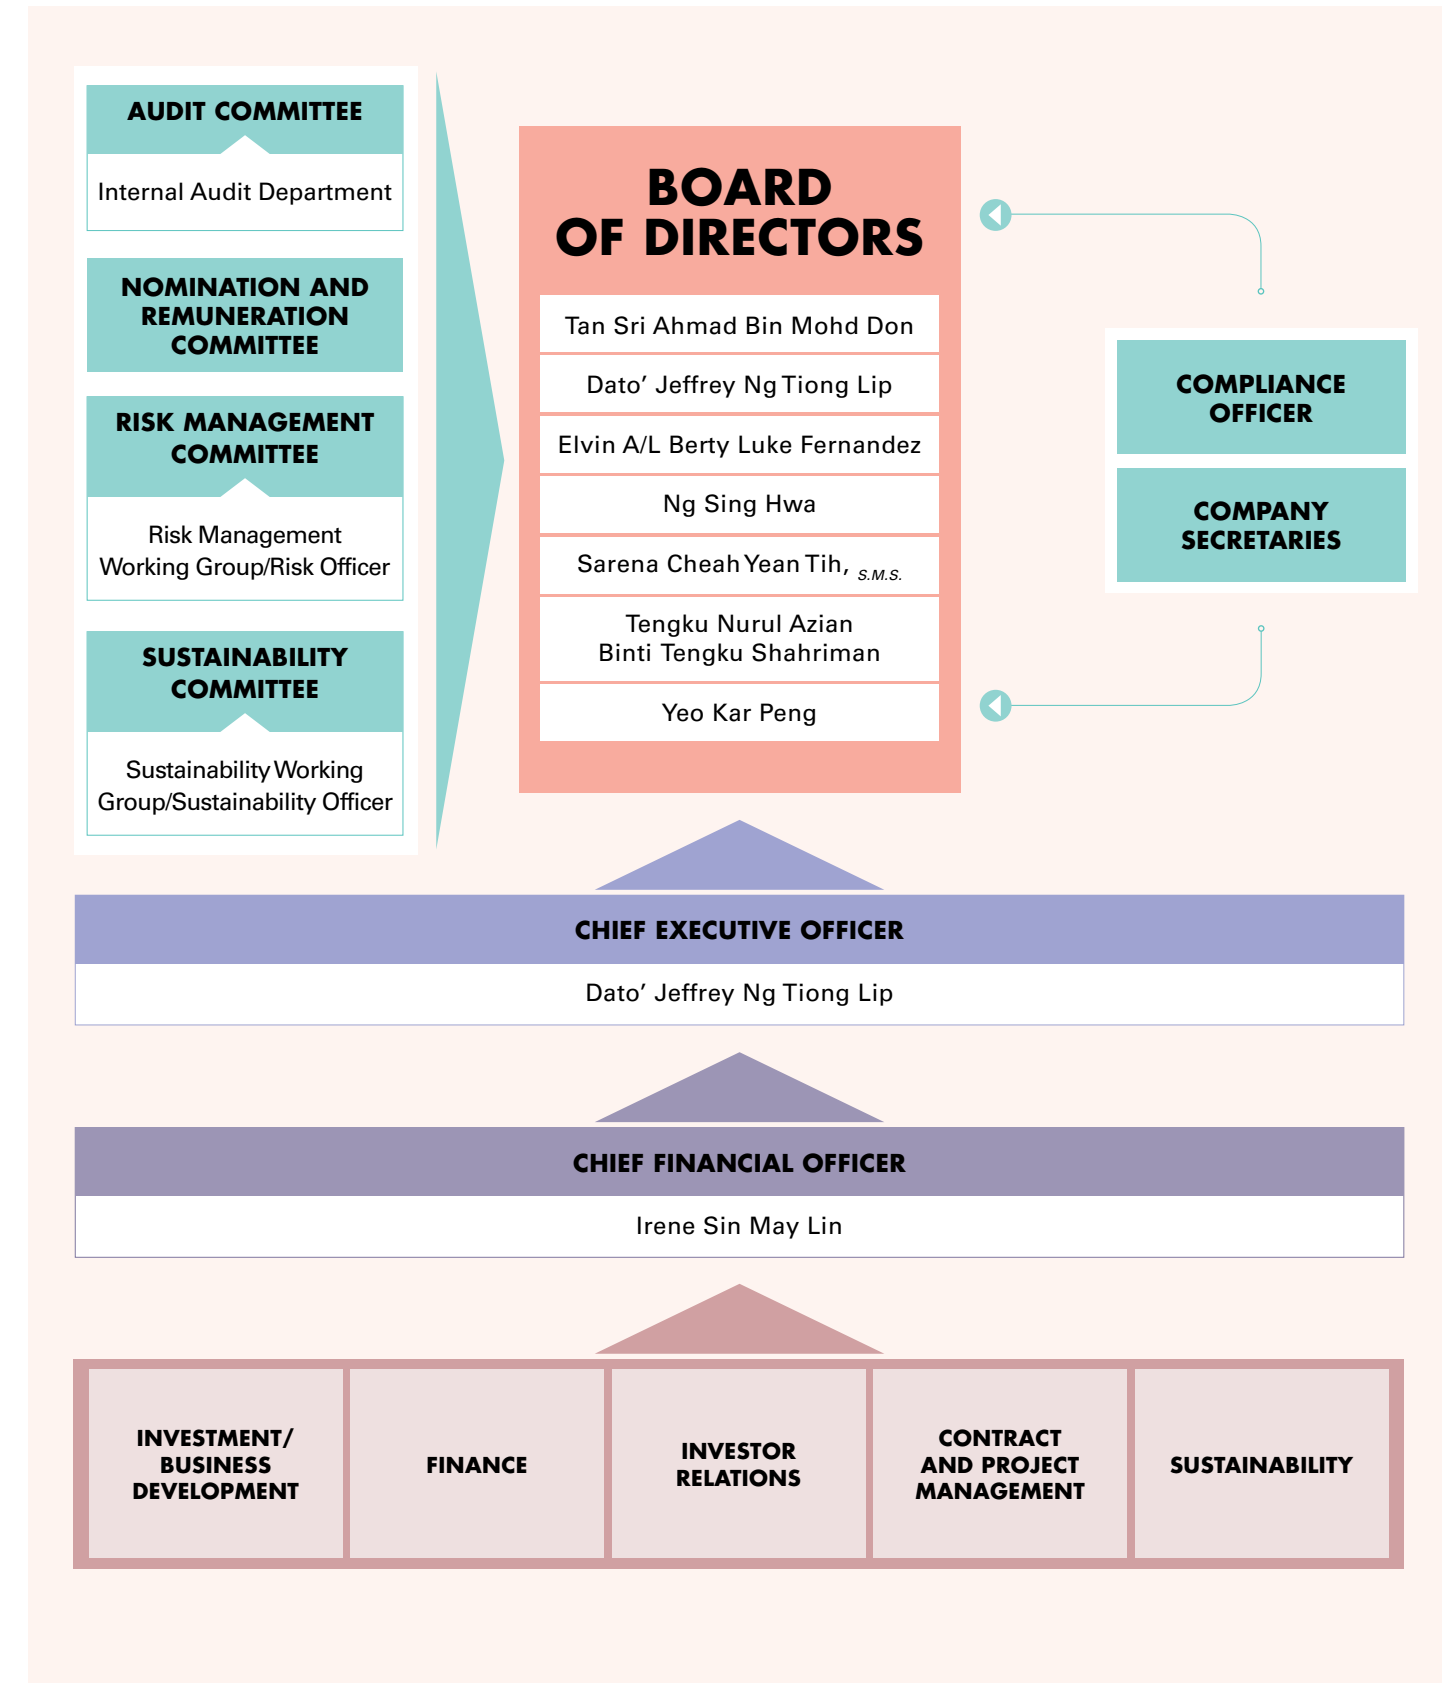 AUDIT COMMITTEE
Internal Audit Department
NOMINATION AND
REMUNERATION
COMMITTEE
RISK MANAGEMENT
COMMITTEE
Risk Management
Working Group/Risk Officer
SUSTAINABILITY
COMMITTEE
Sustainability Working
Group/Sustainability Officer
BOARD
OF DIRECTORS
Tan Sri Ahmad Bin Mohd Don
Dato’ Jeffrey Ng Tiong Lip
Elvin A/L Berty Luke Fernandez
Ng Sing Hwa
Sarena Cheah Yean Tih, S.M.S.
Tengku Nurul Azian
Binti Tengku Shahriman
Yeo Kar Peng
COMPLIANCE
OFFICER
COMPANY
SECRETARIES
CHIEF EXECUTIVE OFFICER
Dato’ Jeffrey Ng Tiong Lip
CHIEF FINANCIAL OFFICER
Irene Sin May Lin
INVESTMENT/
BUSINESS
DEVELOPMENT
FINANCE
INVESTOR
RELATIONS
CONTRACT
AND PROJECT
MANAGEMENT
SUSTAINABILITY